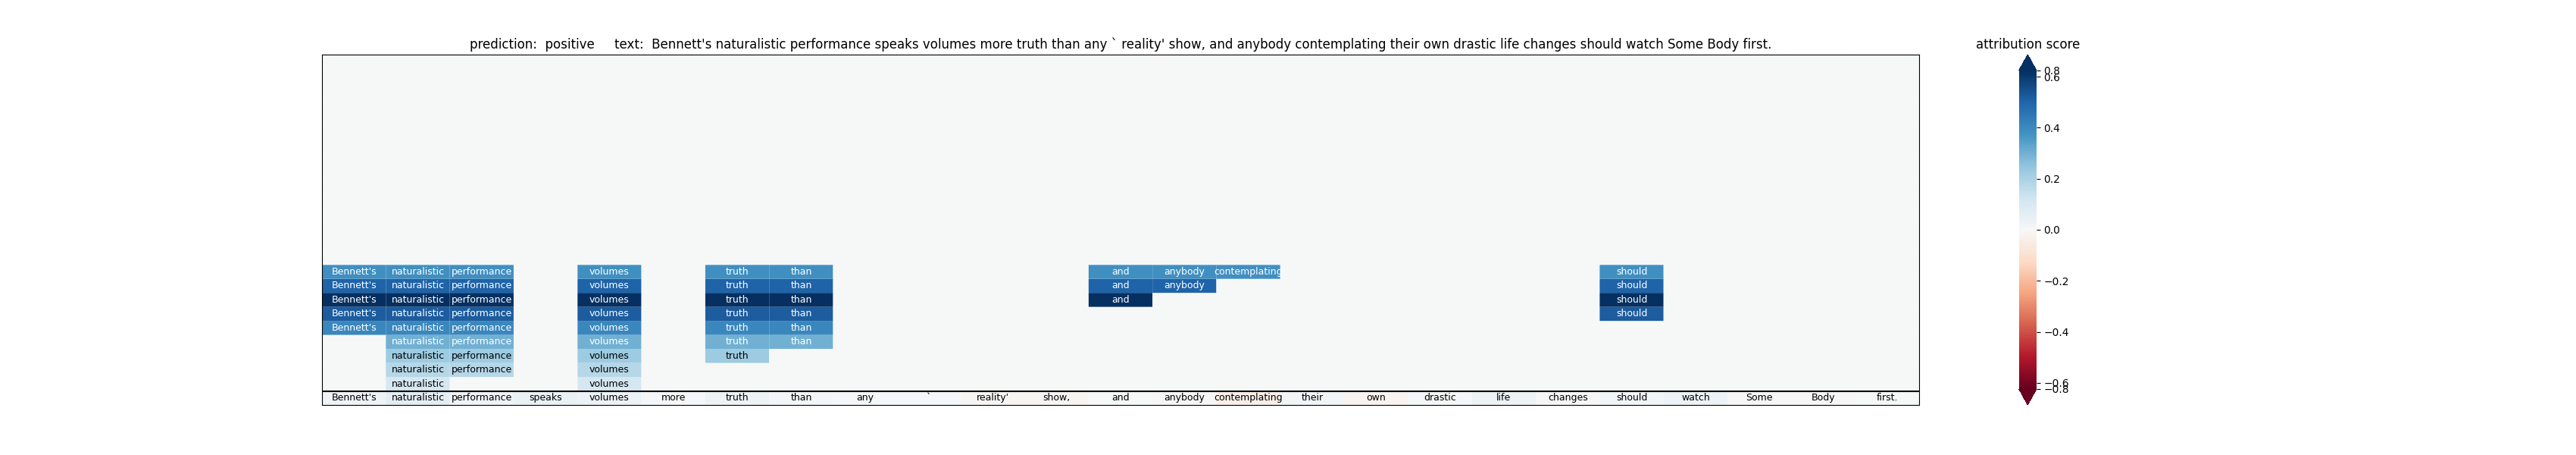 prediction:  positive     text:  Bennett's naturalistic performance speaks volumes more truth than any ` reality' show, and anybody contemplating their own drastic life changes should watch Some Body first.
attribution score
0.8
0.6
0.4
0.2
0.0
−0.2
−0.4
−0.6
−0.8
Bennett's naturalistic performance volumes truth than and anybody contemplating should
Bennett's naturalistic performance volumes truth than and anybody should
Bennett's naturalistic performance volumes truth than and should
Bennett's naturalistic performance volumes truth than should
Bennett's naturalistic performance volumes truth than
naturalistic performance volumes truth than
naturalistic performance volumes truth
naturalistic performance volumes
naturalistic volumes
Bennett's naturalistic performance speaks volumes more truth than any ` reality' show, and anybody contemplating their own drastic life changes should watch Some Body first.